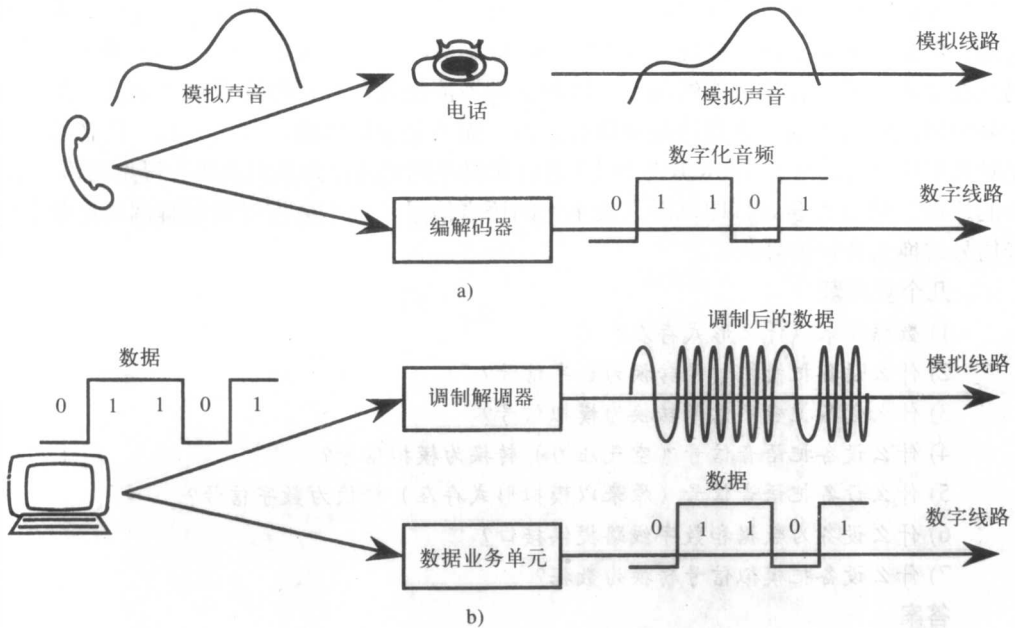 模拟线路
模拟声音
电话
模拟声音
数字化音频
数字线路
0 1 1 0 1
编解码器
a)
调制后的数据
数据
模拟线路
0 1 1 0 1
调制解调器
数据
0 1 1 0 1
数字线路
数据业务单元
b)